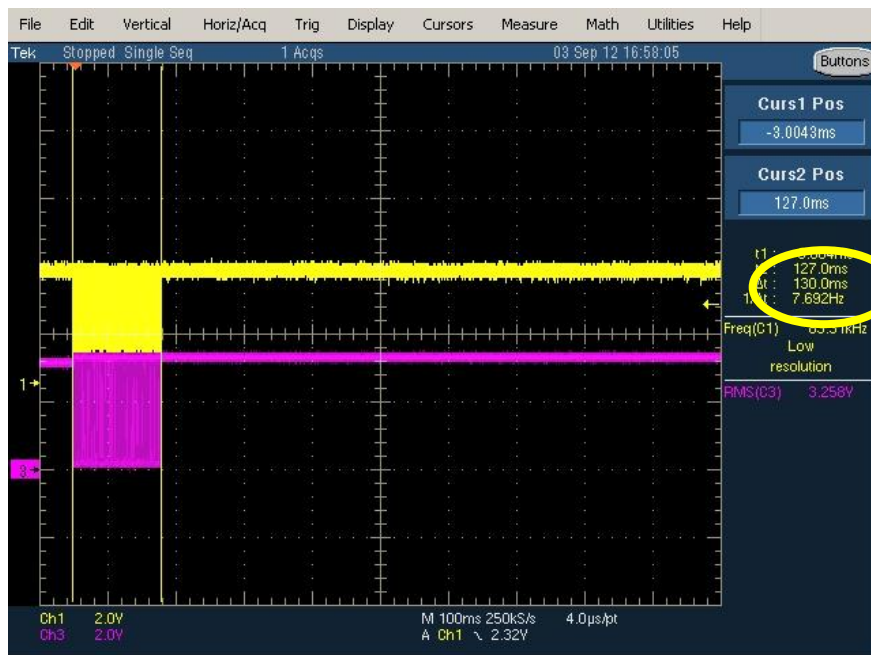 File Edit Vertical Horiz/Acq Trig Display Cursors Measure Math Utilities Help
Tek Stopped Single Seq 1 Acqs 03 Sep 12 16:58:05
Buttons
Curs1 Pos
-3.0043ms
Curs2 Pos
127.0ms
t1 :
127.0ms
Δt : 130.0ms
1/Δt : 7.692Hz
Freq(C1)
Low
resolution
RMS(C3) 3.258V
1
3
Ch1 2.0V M 100ms 250kS/s 4.0µs/pt
Ch3 2.0V A Ch1 2.32V